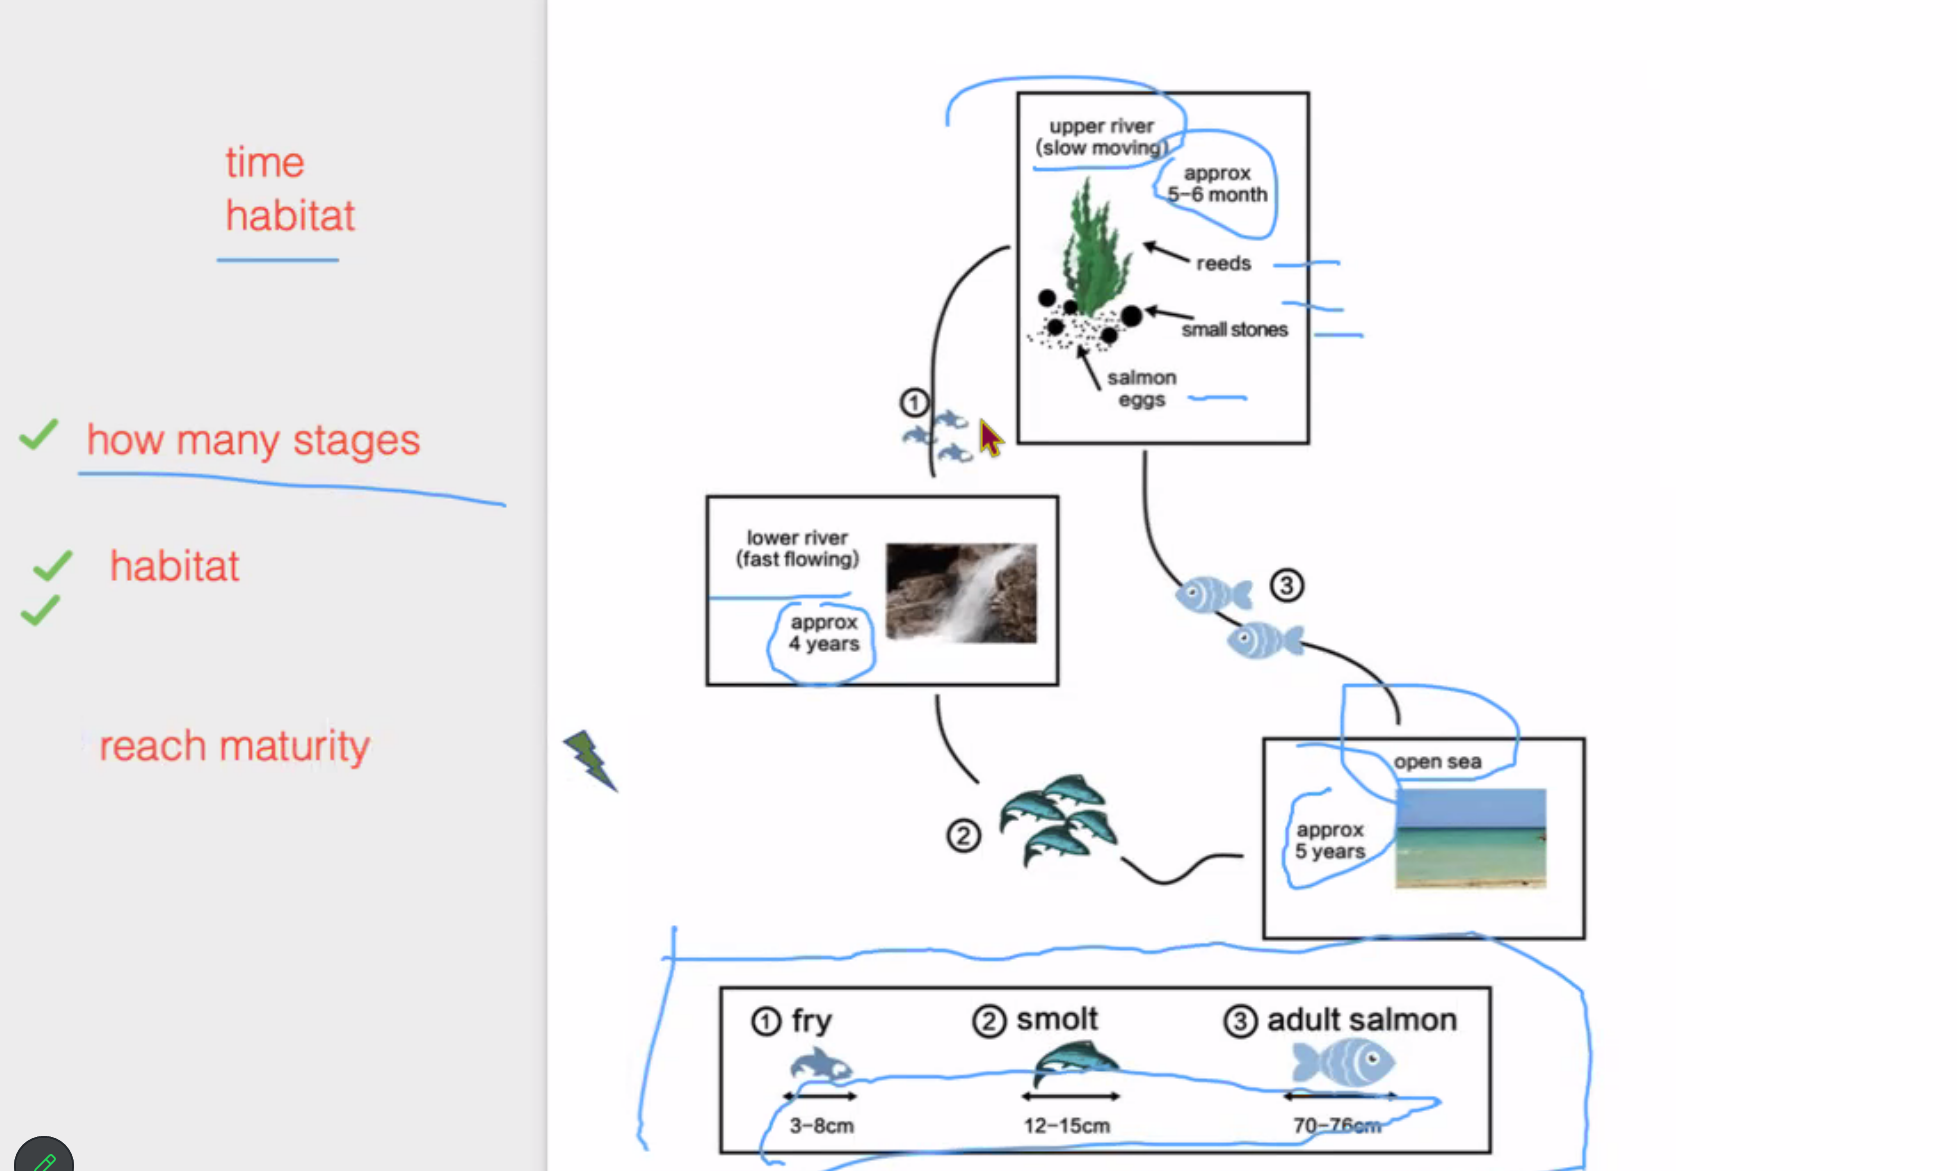 time
habitat
how many stages
habitat
reach maturity
upper river
(slow moving)
approx
5-6 month
reeds
small stones
salmon
eggs
1
lower river
(fast flowing)
approx
4 years
3
2
open sea
approx
5 years
1 fry
2 smolt
3 adult salmon
3-8cm
12-15cm
70-76cm